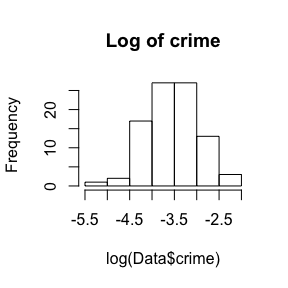 Log of crime
Frequency
20
10
0
-5.5 -4.5 -3.5 -2.5
log(Data$crime)